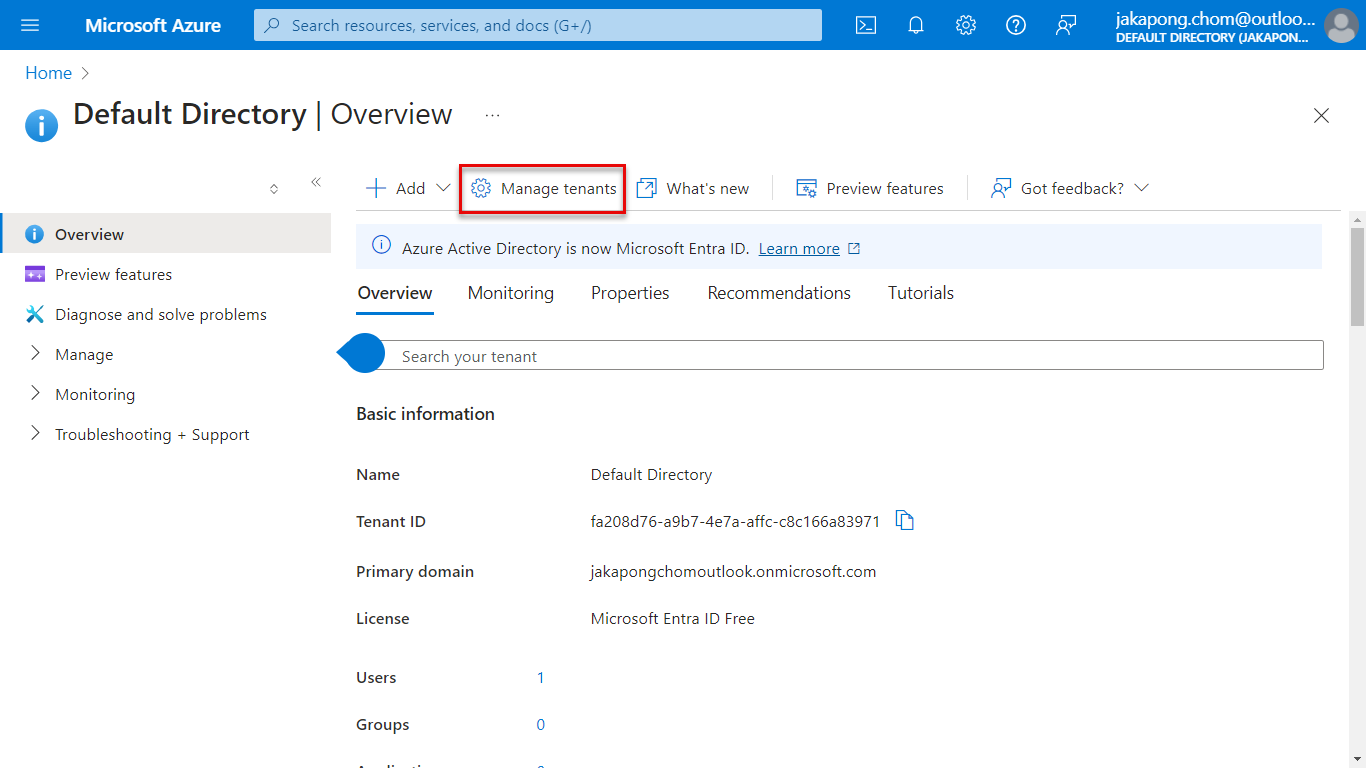 Microsoft Azure
Search resources, services, and docs (G+/)
jakapong.chom@outloo...
DEFAULT DIRECTORY (JAKAPON...
Home
Default Directory | Overview
Add
Manage tenants
What's new
Preview features
Got feedback?
Overview
Preview features
Diagnose and solve problems
Manage
Monitoring
Troubleshooting + Support
Azure Active Directory is now Microsoft Entra ID. Learn more
Overview Monitoring Properties Recommendations Tutorials
Search your tenant
Basic information
Name Default Directory
Tenant ID fa208d76-a9b7-4e7a-affc-c8c166a83971
Primary domain jakapongchomoutlook.onmicrosoft.com
License Microsoft Entra ID Free
Users 1
Groups 0